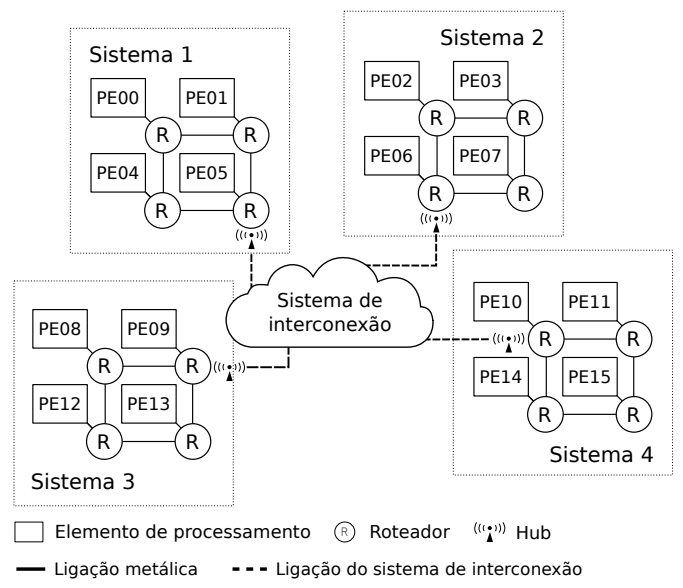 Sistema 1
PE00
PE01
R
R
PE04
PE05
R
R
Sistema 2
PE02
PE03
R
R
PE06
PE07
R
R
Sistema de
interconexão
PE08
PE09
R
R
PE12
PE13
R
R
Sistema 3
PE10
PE11
R
R
PE14
PE15
R
R
Sistema 4
Elemento de processamento
R
Roteador
Hub
Ligação metálica
Ligação do sistema de interconexão